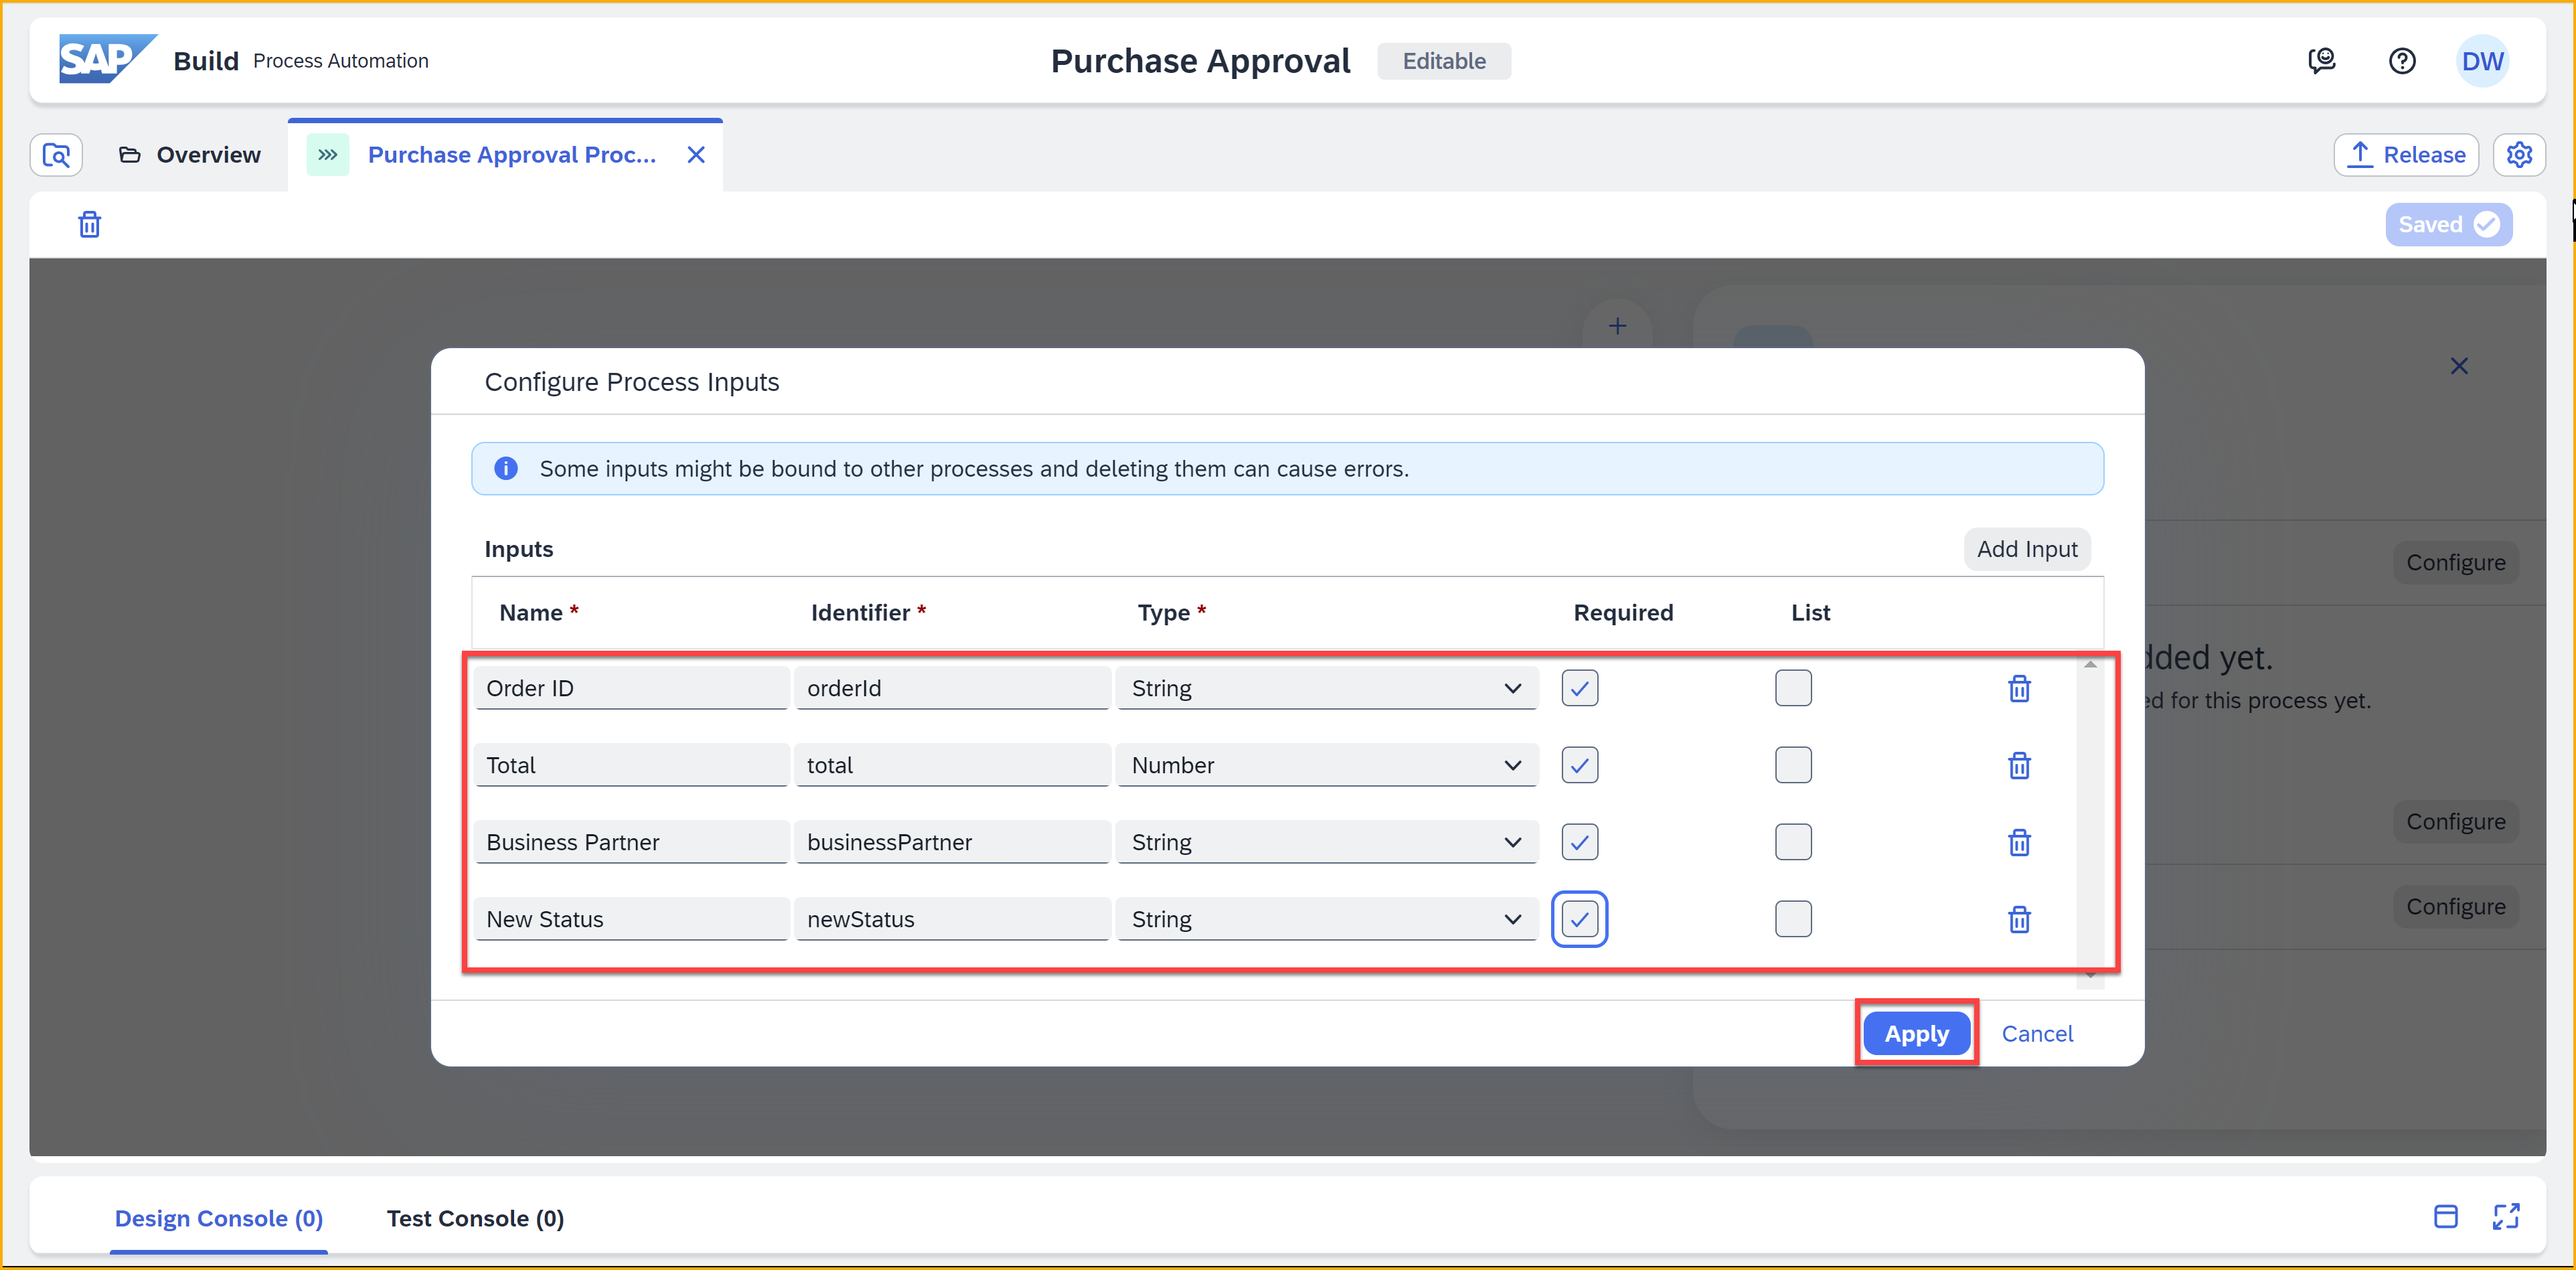 SAP Build Process Automation
Purchase Approval Editable
DW
Overview
Purchase Approval Proc...
Release
Saved
Configure Process Inputs
Some inputs might be bound to other processes and deleting them can cause errors.
Inputs
Add Input
Configure
Name * Identifier * Type * Required List
dded yet.
Order ID orderId String
ed for this process yet.
Total total Number
Configure
Business Partner businessPartner String
Configure
New Status newStatus String
Apply Cancel
Design Console (0) Test Console (0)